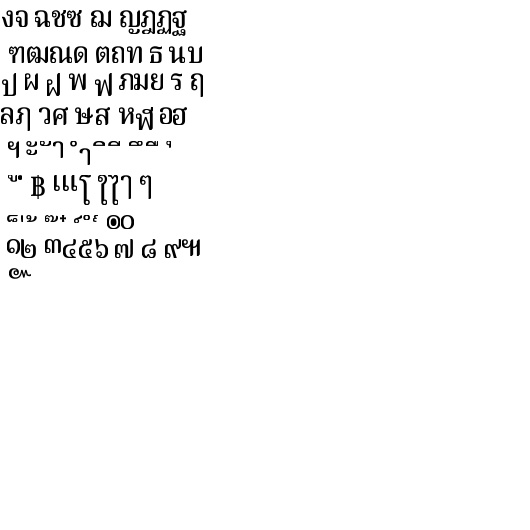 งจ ฉชซ ฌ ญฎฏฐ
ฑฒณด ตถท ธ นบ
ป ผ ฝ พ ฟ ภมย ร ฤ
ลฦ วศ ษส หฬ อฮ
ฯ ะ ั า ำ ิ ี ึ ื ุ
ู ฺ ฿ เแโ ใไๅ ๆ
็ ่ ้ ๊ ๋ ์ ํ ๎ ๏๐
๑๒ ๓๔๕๖ ๗ ๘ ๙๚
๛